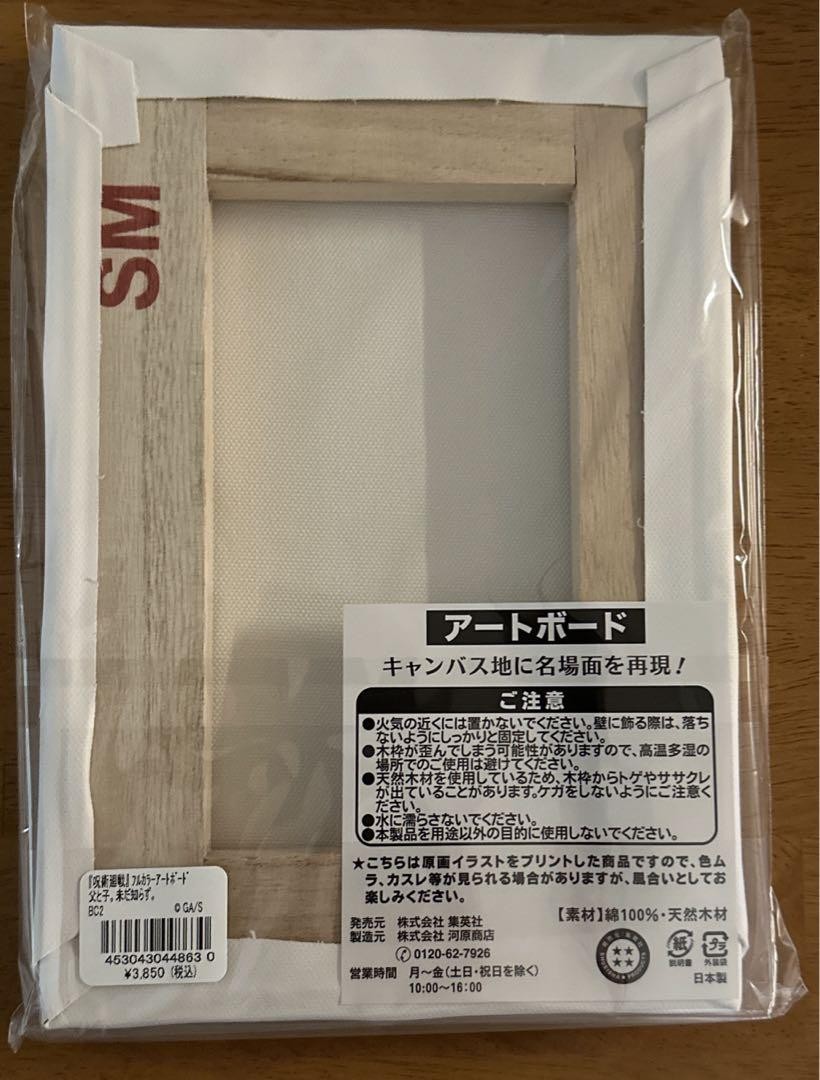 SM
アートボード
キャンバス地に名場面を再現!
ご注意
●火気の近くには置かないでください。壁に飾る際は、落ち
ないようにしっかりと固定してください。
●木枠が歪んでしまう可能性がありますので、高温多湿の
場所でのご使用は避けてください。
●天然木材を使用しているため、木枠からトゲやササクレ
が出ていることがあります。ケガをしないようにご注意く
ださい。
●水に濡らさないでください。
●本製品を用途以外の目的に使用しないでください。
★こちらは原画イラストをプリントした商品ですので、色ム
ラ、カスレ等が見られる場合がありますが、風合いとしてお
楽しみください。
【素材】綿100%・天然木材
発売元 株式会社 集英社
製造元 株式会社 河原商店
0120-62-7926
営業時間 月～金(土日・祝日を除く)
10:00～16:00
紙
説明書
プラ
外装袋
日本製
『呪術廻戦』フルカラーアートボード
父と子。未だ知らず。
BC2 ©GA/S
453043044863 0
¥3,850(税込)